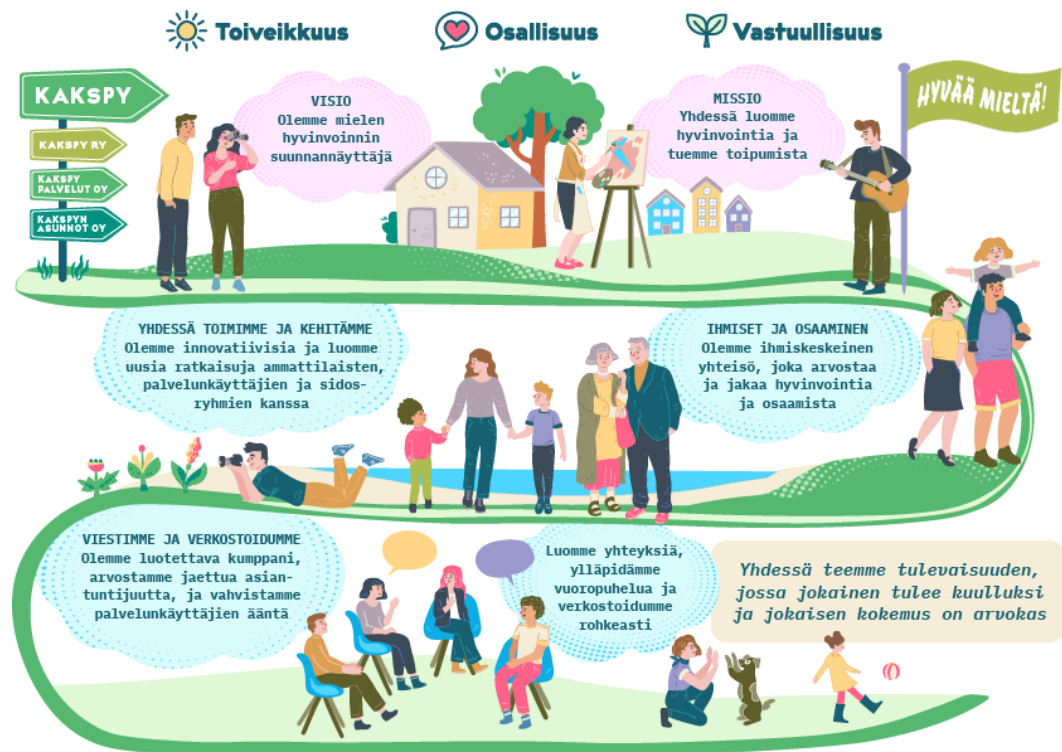 Toiveikkuus
Osallisuus
Vastuullisuus
KAKSPY
KAKSPY RY
KAKSPY
PALVELUT OY
KAKSPYN
ASUNNOT OY
VISIO
Olemme mielen
hyvinvoinnin
suunnannäyttäjä
MISSIO
Yhdessä luomme
hyvinvointia ja
tuemme toipumista
HYVÄÄ MIELTÄ!
YHDESSÄ TOIMIMME JA KEHITÄMME
Olemme innovatiivisia ja luomme
uusia ratkaisuja ammattilaisten,
palvelunkäyttäjien ja sidos-
ryhmien kanssa
IHMISET JA OSAAMINEN
Olemme ihmiskeskeinen
yhteisö, joka arvostaa
ja jakaa hyvinvointia
ja osaamista
VIESTIMME JA VERKOSTOIDUMME
Olemme luotettava kumppani,
arvostamme jaettua asian-
tuntijuutta, ja vahvistamme
palvelunkäyttäjien ääntä
Luomme yhteyksiä,
ylläpidämme
vuoropuhelua ja
verkostoidumme
rohkeasti
Yhdessä teemme tulevaisuuden,
jossa jokainen tulee kuulluksi
ja jokaisen kokemus on arvokas